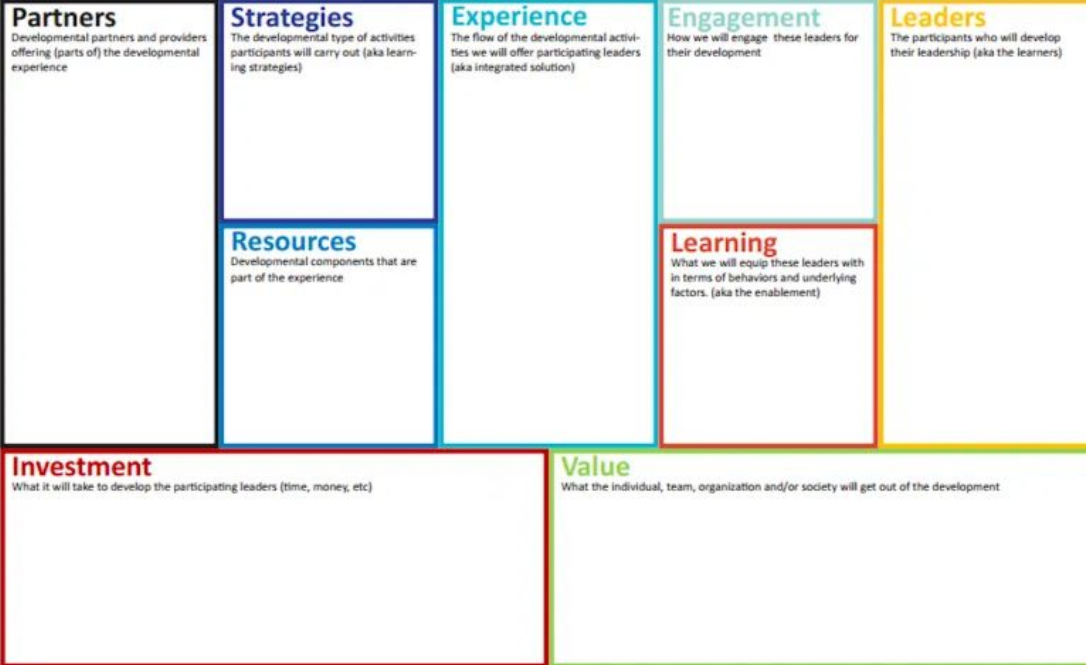 Partners
Developmental partners and providers
offering (parts of) the developmental
experience
Strategies
The developmental type of activities
participants will carry out (aka learn-
ing strategies)
Resources
Developmental components that are
part of the experience
Experience
The flow of the developmental activi-
ties we will offer participating leaders
(aka integrated solution)
Engagement
How we will engage these leaders for
their development
Learning
What we will equip these leaders with
in terms of behaviors and underlying
factors. (aka the enablement)
Leaders
The participants who will develop
their leadership (aka the learners)
Investment
What it will take to develop the participating leaders (time, money, etc)
Value
What the individual, team, organization and/or society will get out of the development